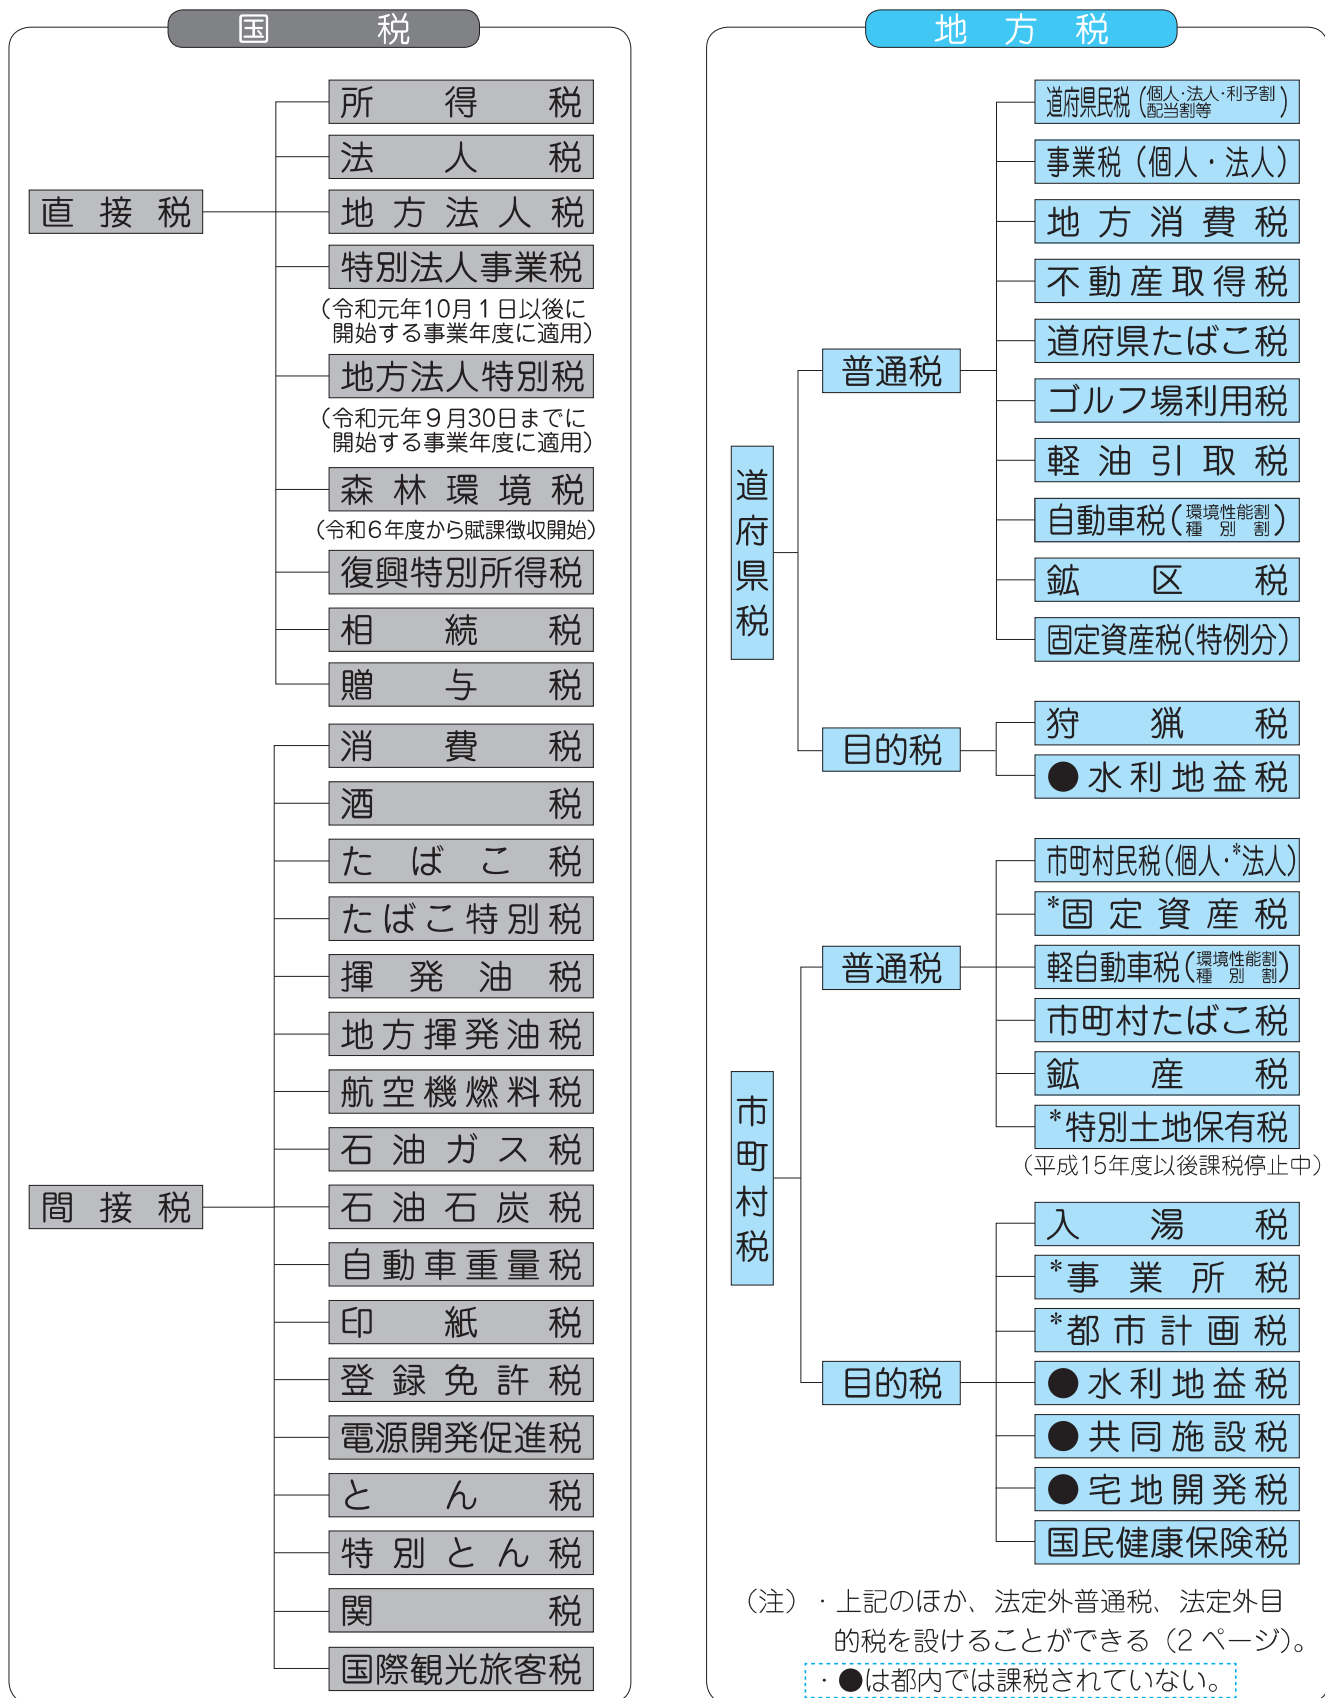 国税
直接税
所得税
法人税
地方法人税
特別法人事業税
(令和元年10月1日以後に
開始する事業年度に適用)
地方法人特別税
(令和元年9月30日までに
開始する事業年度に適用)
森林環境税
(令和6年度から賦課徴収開始)
復興特別所得税
相続税
贈与税
間接税
消費税
酒税
たばこ税
たばこ特別税
揮発油税
地方揮発油税
航空機燃料税
石油ガス税
石油石炭税
自動車重量税
印紙税
登録免許税
電源開発促進税
とん税
特別とん税
関税
国際観光旅客税
地方税
道府県税
普通税
道府県民税(個人・法人・利子割
配当割等)
事業税(個人・法人)
地方消費税
不動産取得税
道府県たばこ税
ゴルフ場利用税
軽油引取税
自動車税(環境性能割
種別割)
鉱区税
固定資産税(特例分)
目的税
狩猟税
●水利地益税
市町村税
普通税
市町村民税(個人・*法人)
*固定資産税
軽自動車税(環境性能割
種別割)
市町村たばこ税
鉱産税
*特別土地保有税
(平成15年度以後課税停止中)
目的税
入湯税
*事業所税
*都市計画税
●水利地益税
●共同施設税
●宅地開発税
国民健康保険税
(注)・上記のほか、法定外普通税、法定外目
的税を設けることができる(2ページ)。
・●は都内では課税されていない。